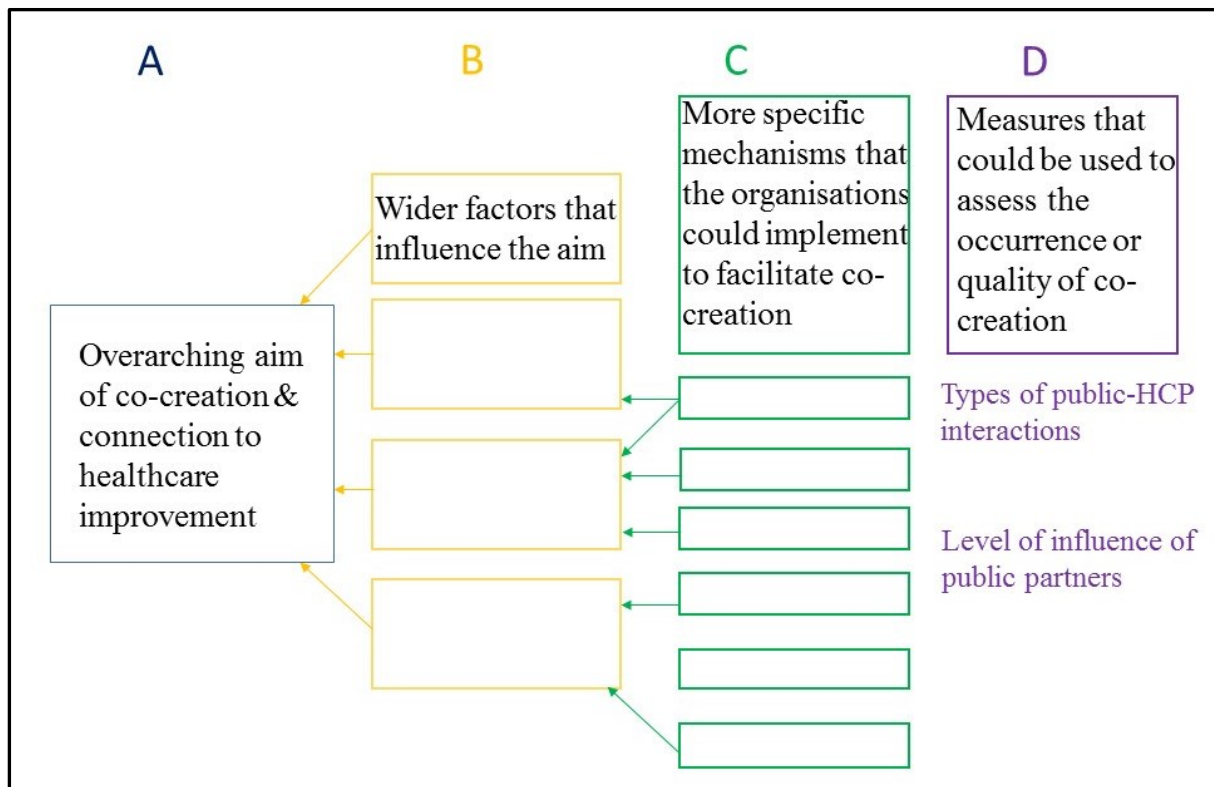 A
B
C
D
Wider factors that
influence the aim
More specific
mechanisms that
the organisations
could implement
to facilitate co-
creation
Measures that
could be used to
assess the
occurrence or
quality of co-
creation
Overarching aim
of co-creation &
connection to
healthcare
improvement
Types of public-HCP
interactions
Level of influence of
public partners